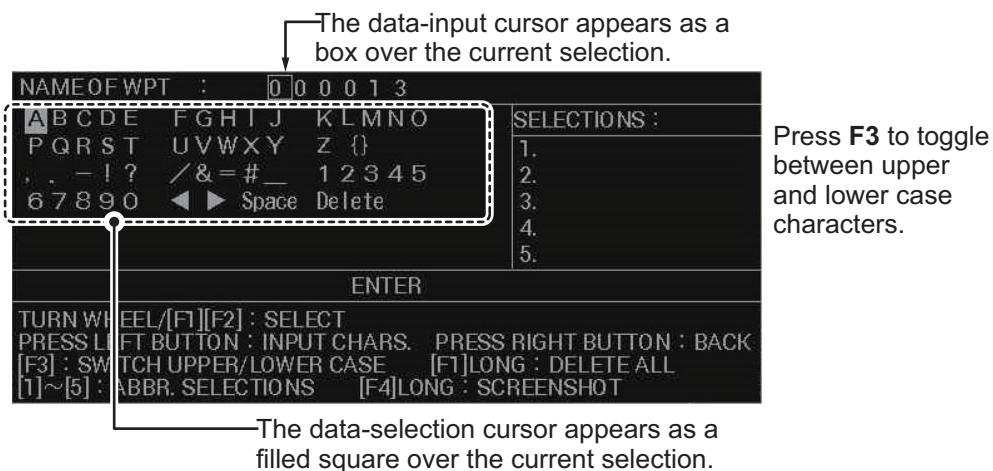 The data-input cursor appears as a
box over the current selection.
NAME OF WPT : 0 0 0 0 1 3
A B C D E F G H I J K L M N O
P Q R S T U V W X Y Z { }
, . - ! ? / & = # _ 1 2 3 4 5
6 7 8 9 0 ◀ ▶ Space Delete
SELECTIONS :
1.
2.
3.
4.
5.
ENTER
TURN WHEEL/[F1][F2] : SELECT
PRESS LEFT BUTTON : INPUT CHARS. PRESS RIGHT BUTTON : BACK
[F3] : SWITCH UPPER/LOWER CASE [F1]LONG : DELETE ALL
[1]~[5] : ABBR. SELECTIONS [F4]LONG : SCREENSHOT
Press F3 to toggle
between upper
and lower case
characters.
The data-selection cursor appears as a
filled square over the current selection.